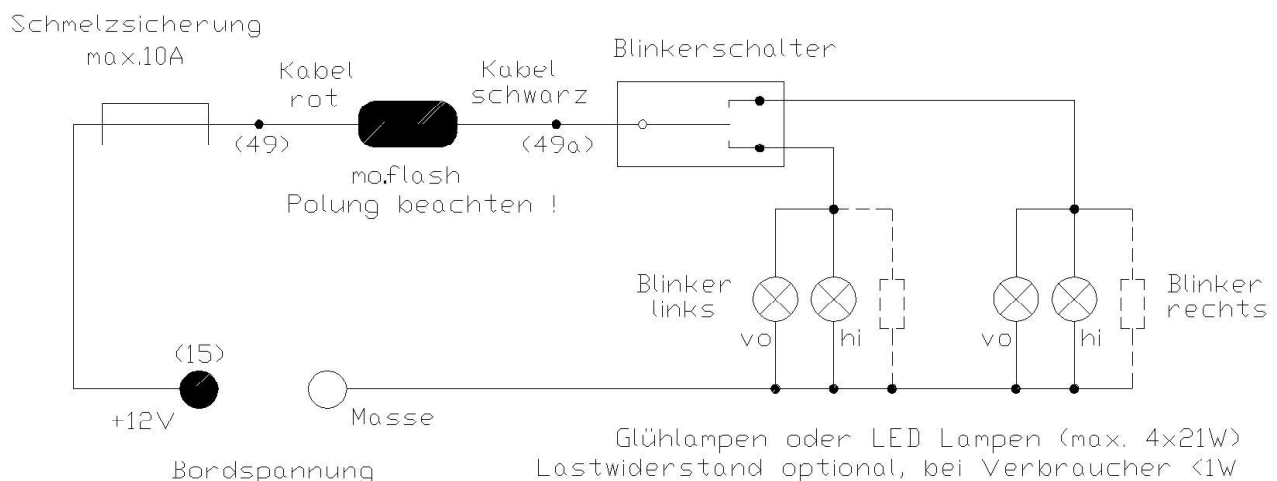 Schmelzsicherung
max.10A
Kabel
rot
Kabel
schwarz
Blinkerschalter
(49)
(49a)
mo.flash
Polung beachten !
Blinker
links
vo
hi
vo
hi
Blinker
rechts
(15)
+12V
Masse
Bordspannung
Glühlampen oder LED Lampen (max. 4x21W)
Lastwiderstand optional, bei Verbraucher <1W